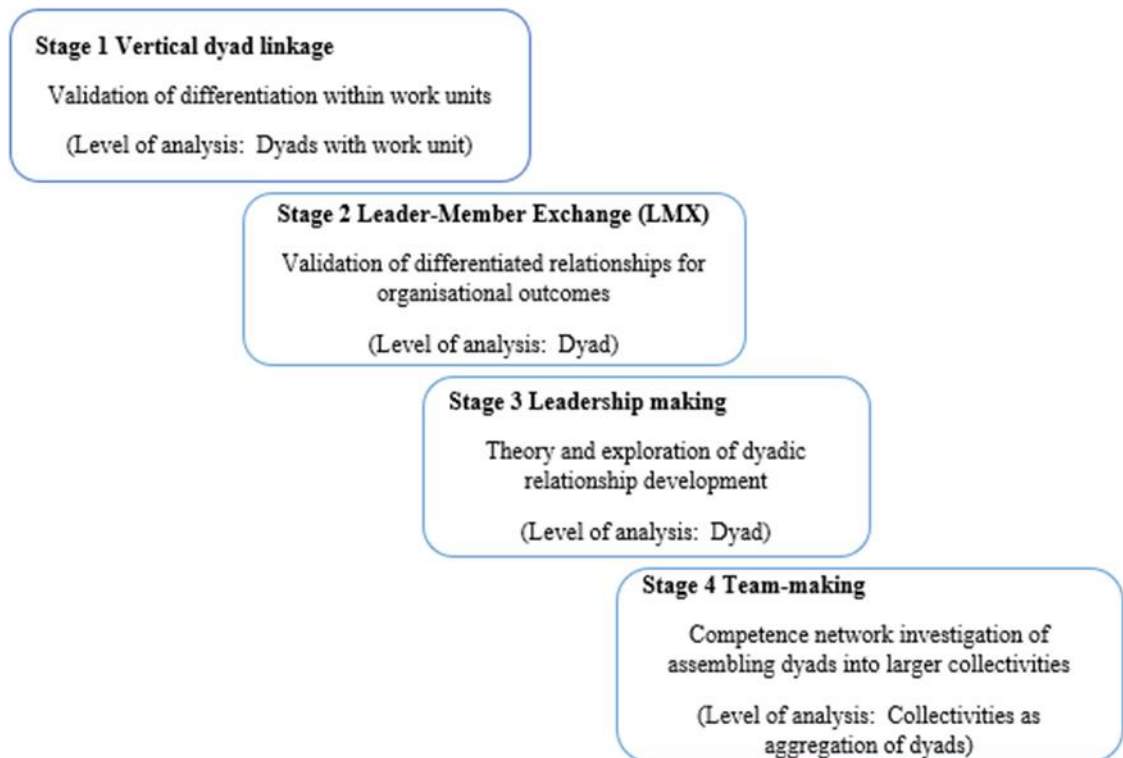 Stage 1 Vertical dyad linkage
Validation of differentiation within work units
(Level of analysis: Dyads with work unit)
Stage 2 Leader-Member Exchange (LMX)
Validation of differentiated relationships for
organisational outcomes
(Level of analysis: Dyad)
Stage 3 Leadership making
Theory and exploration of dyadic
relationship development
(Level of analysis: Dyad)
Stage 4 Team-making
Competence network investigation of
assembling dyads into larger collectivities
(Level of analysis: Collectivities as
aggregation of dyads)